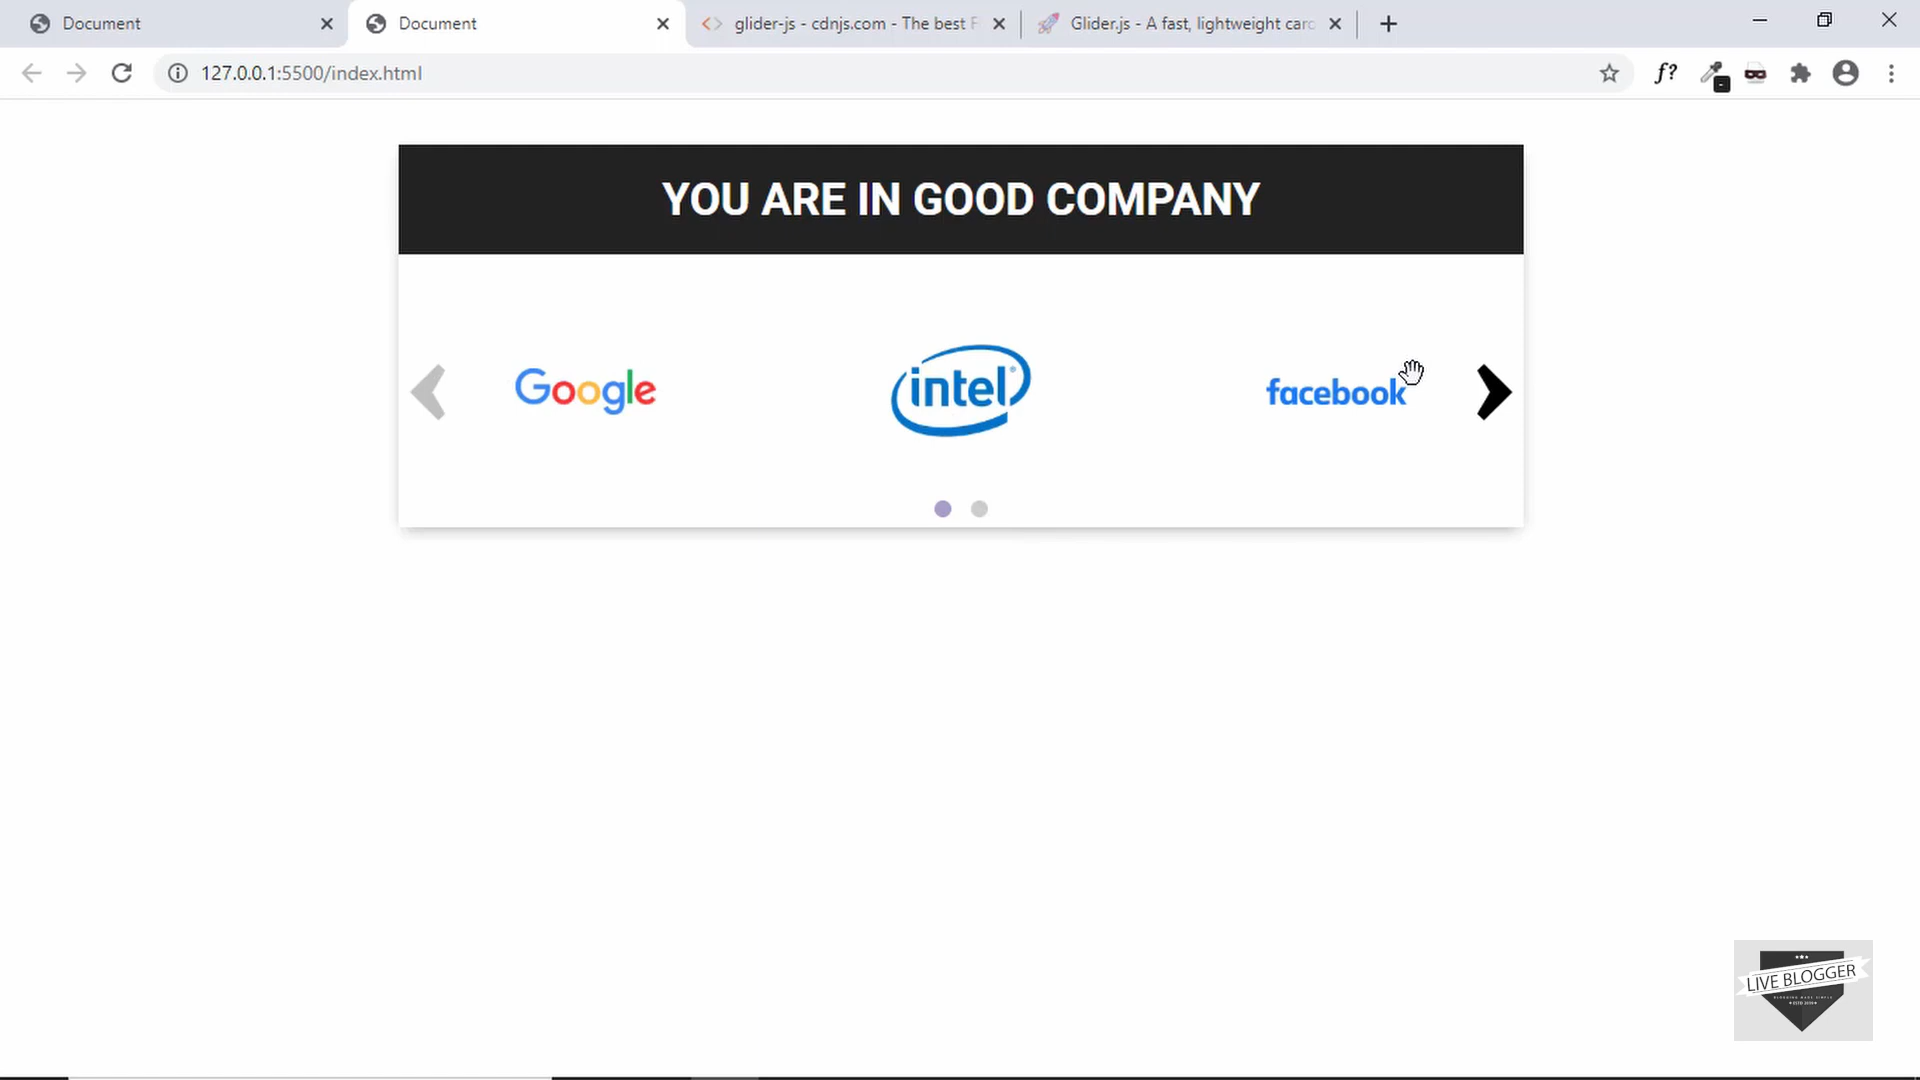 Document
Document
glider-js - cdnjs.com - The best F
Glider.js - A fast, lightweight caro
127.0.0.1:5500/index.html
f?
YOU ARE IN GOOD COMPANY
Google
intel®
facebook
LIVE BLOGGER